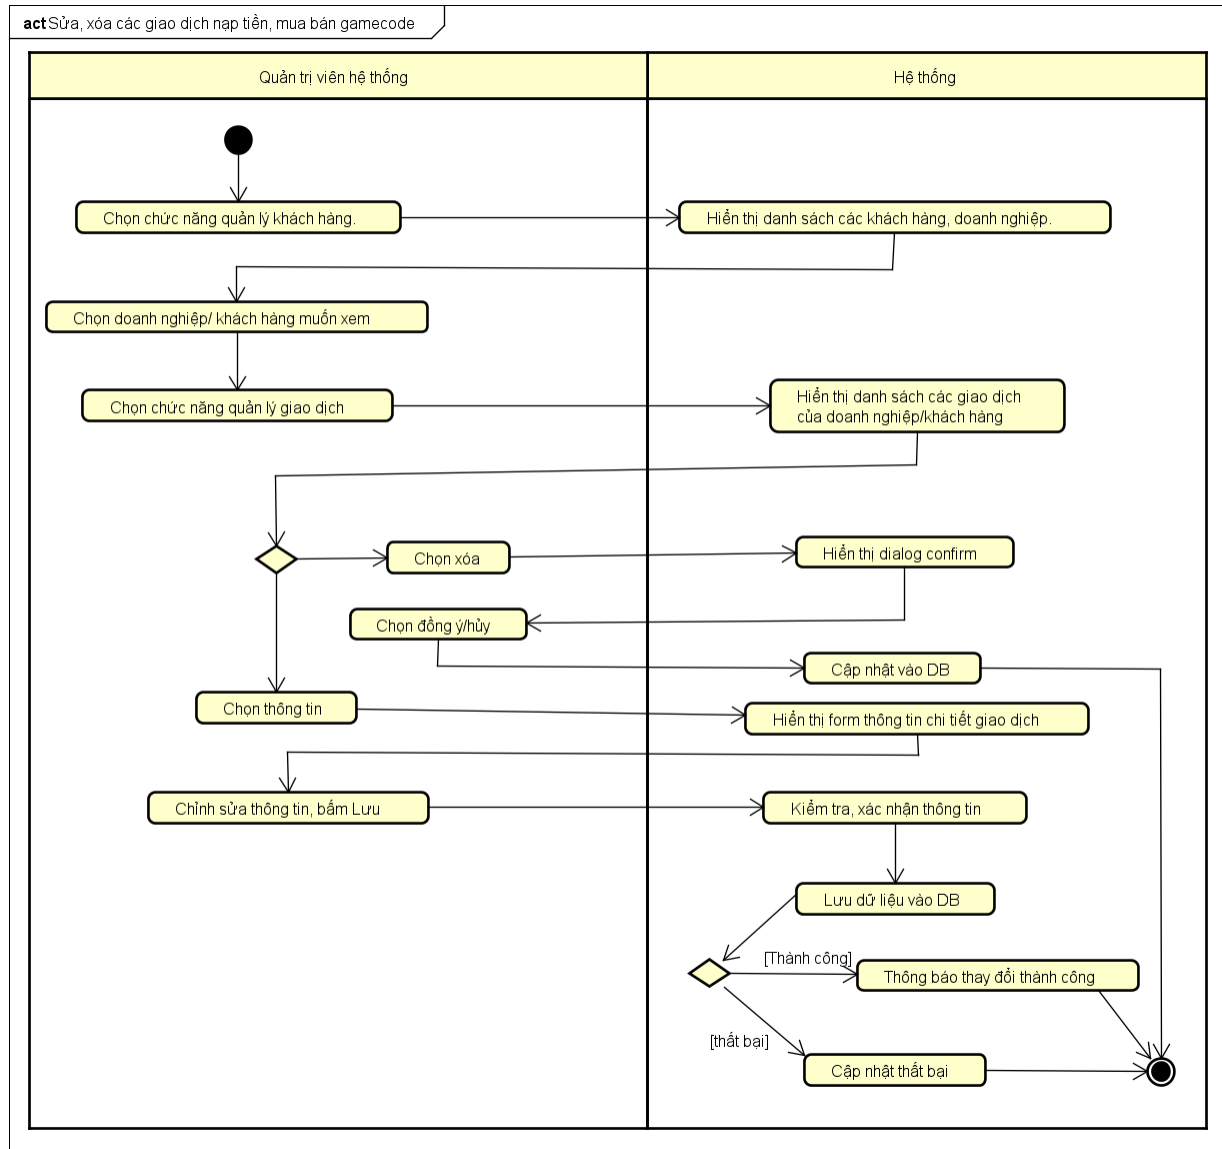 act Sửa, xóa các giao dịch nạp tiền, mua bán gamecode
Quản trị viên hệ thống
Hệ thống
Chọn chức năng quản lý khách hàng.
Hiển thị danh sách các khách hàng, doanh nghiệp.
Chọn doanh nghiệp/ khách hàng muốn xem
Chọn chức năng quản lý giao dịch
Hiển thị danh sách các giao dịch
của doanh nghiệp/khách hàng
Chọn xóa
Hiển thị dialog confirm
Chọn đồng ý/hủy
Cập nhật vào DB
Chọn thông tin
Hiển thị form thông tin chi tiết giao dịch
Chỉnh sửa thông tin, bấm Lưu
Kiểm tra, xác nhận thông tin
Lưu dữ liệu vào DB
[Thành công]
Thông báo thay đổi thành công
[thất bại]
Cập nhật thất bại